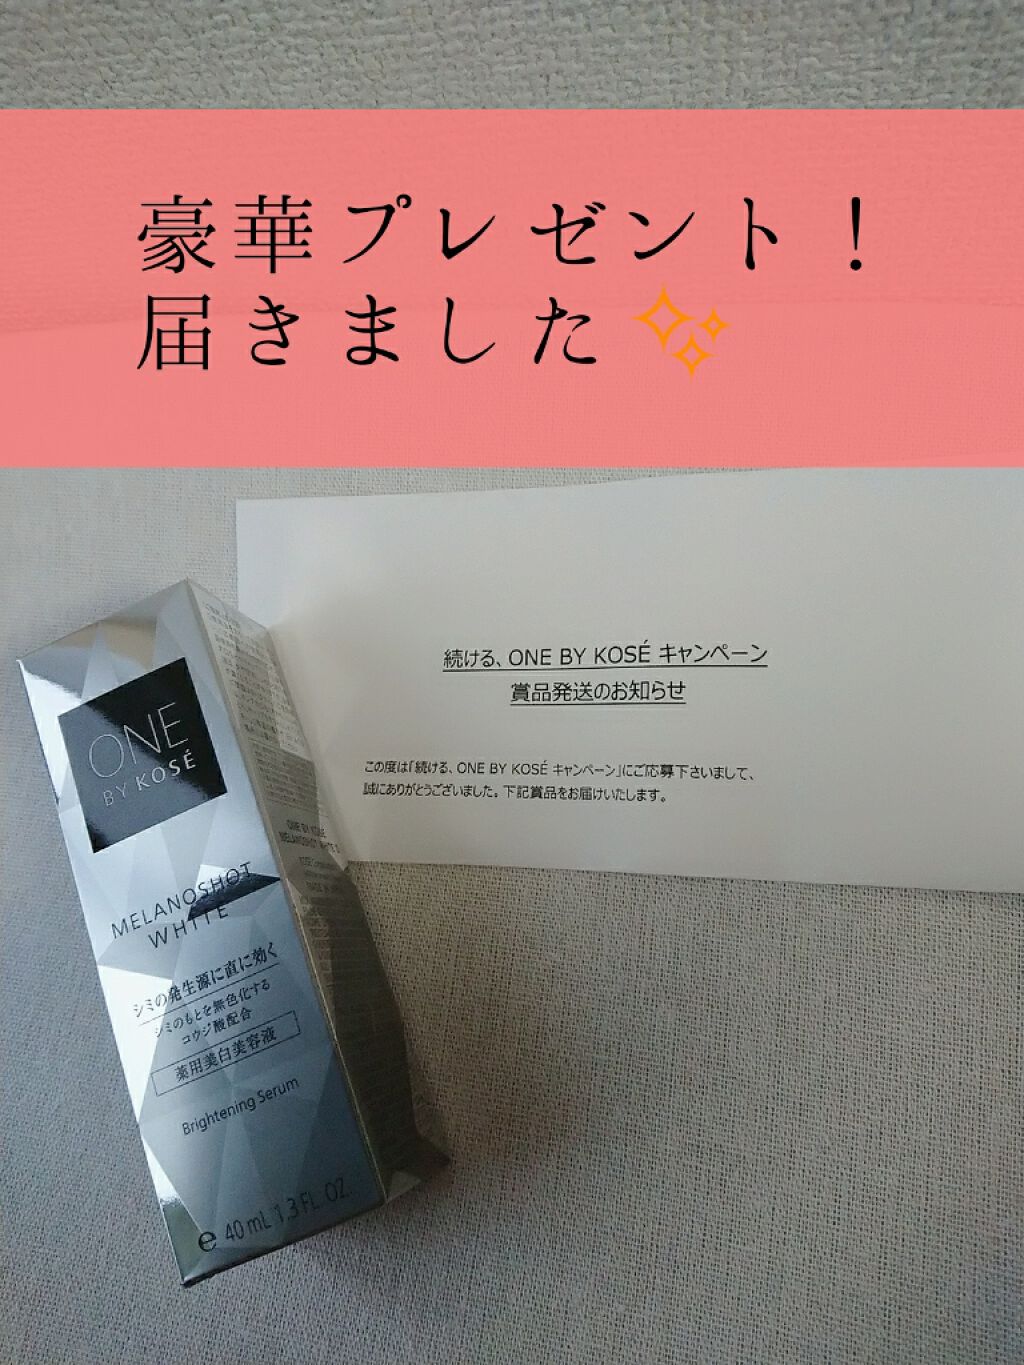 豪華プレゼント！
届きました✨
続ける、ONE BY KOSÉ キャンペーン
賞品発送のお知らせ
この度は「続ける、ONE BY KOSÉ キャンペーン」にご応募下さいまして、
誠にありがとうございました。下記賞品をお届けいたします。
ONE
BY KOSÉ
MELANOSHOT
WHITE
シミの発生源に直に効く
シミのもとを無色化する
コウジ酸配合
薬用美白美容液
Brightening Serum
e 40 mL 1.3 FL. OZ.
ONE BY KOSÉ
MELANOSHOT WHITE D